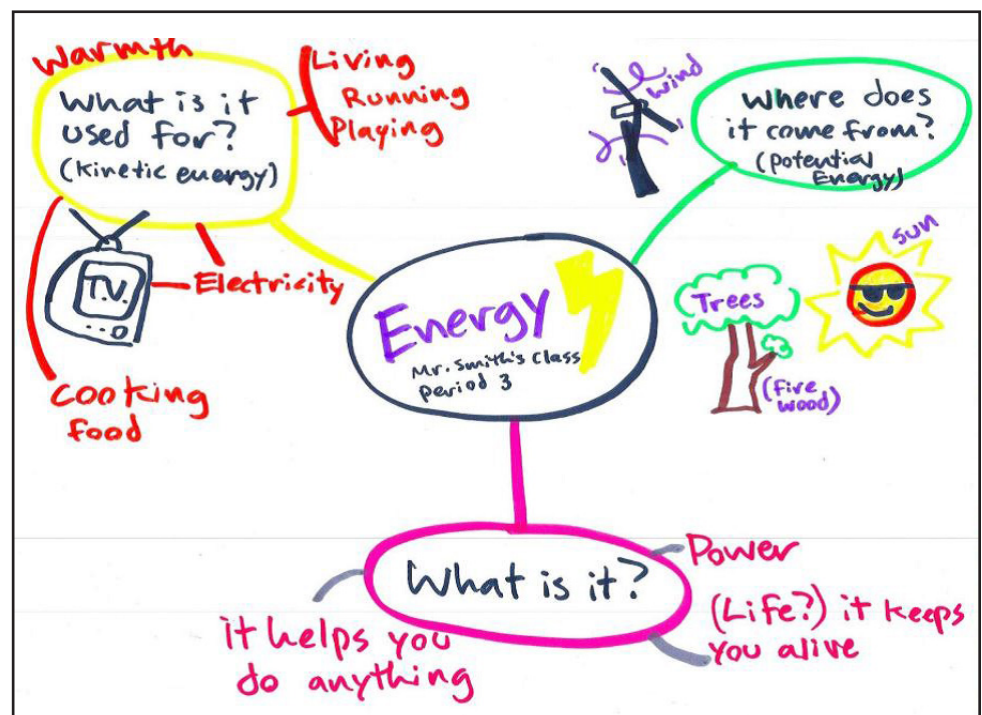 Warmth
What is it
used for?
(kinetic energy)
Living
Running
Playing
T.V.
Electricity
cooking
food
wind
where does
it come from?
(potential
Energy)
sun
Trees
(fire
wood)
Energy
Mr. Smith's Class
period 3
What is it?
Power
(Life?) it keeps
you alive
it helps you
do anything